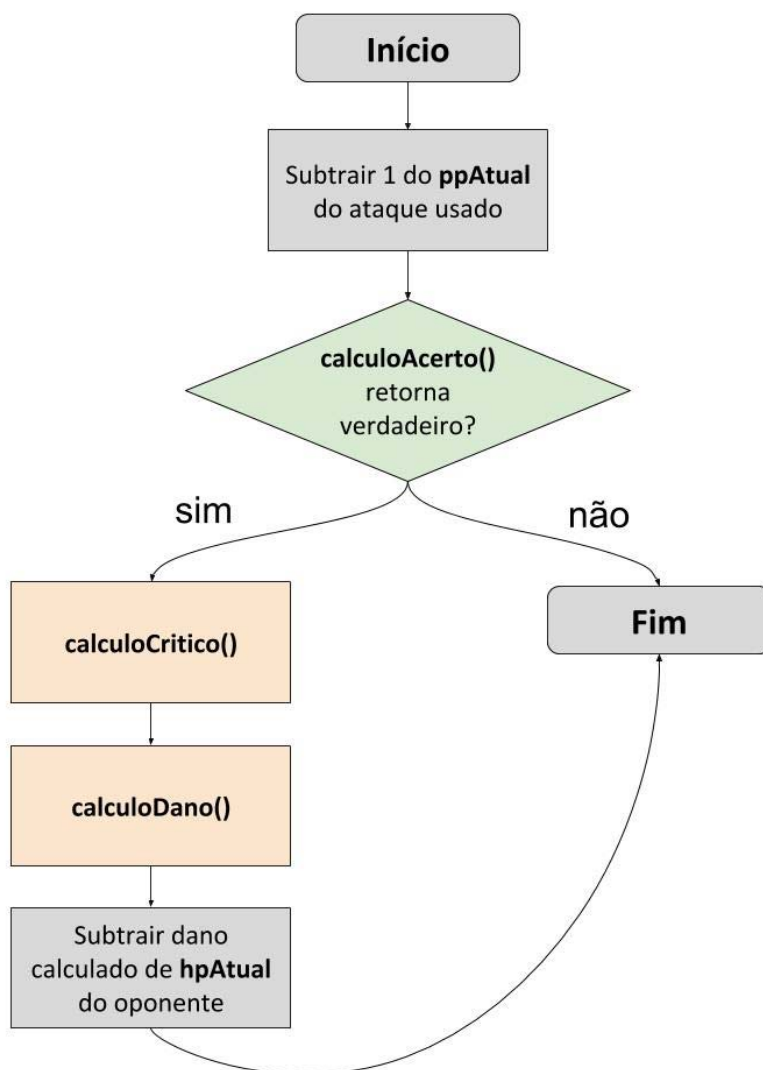 Início
Subtrair 1 do ppAtual
do ataque usado
calculoAcerto()
retorna
verdadeiro?
sim
não
calculoCritico()
Fim
calculoDano()
Subtrair dano
calculado de hpAtual
do oponente